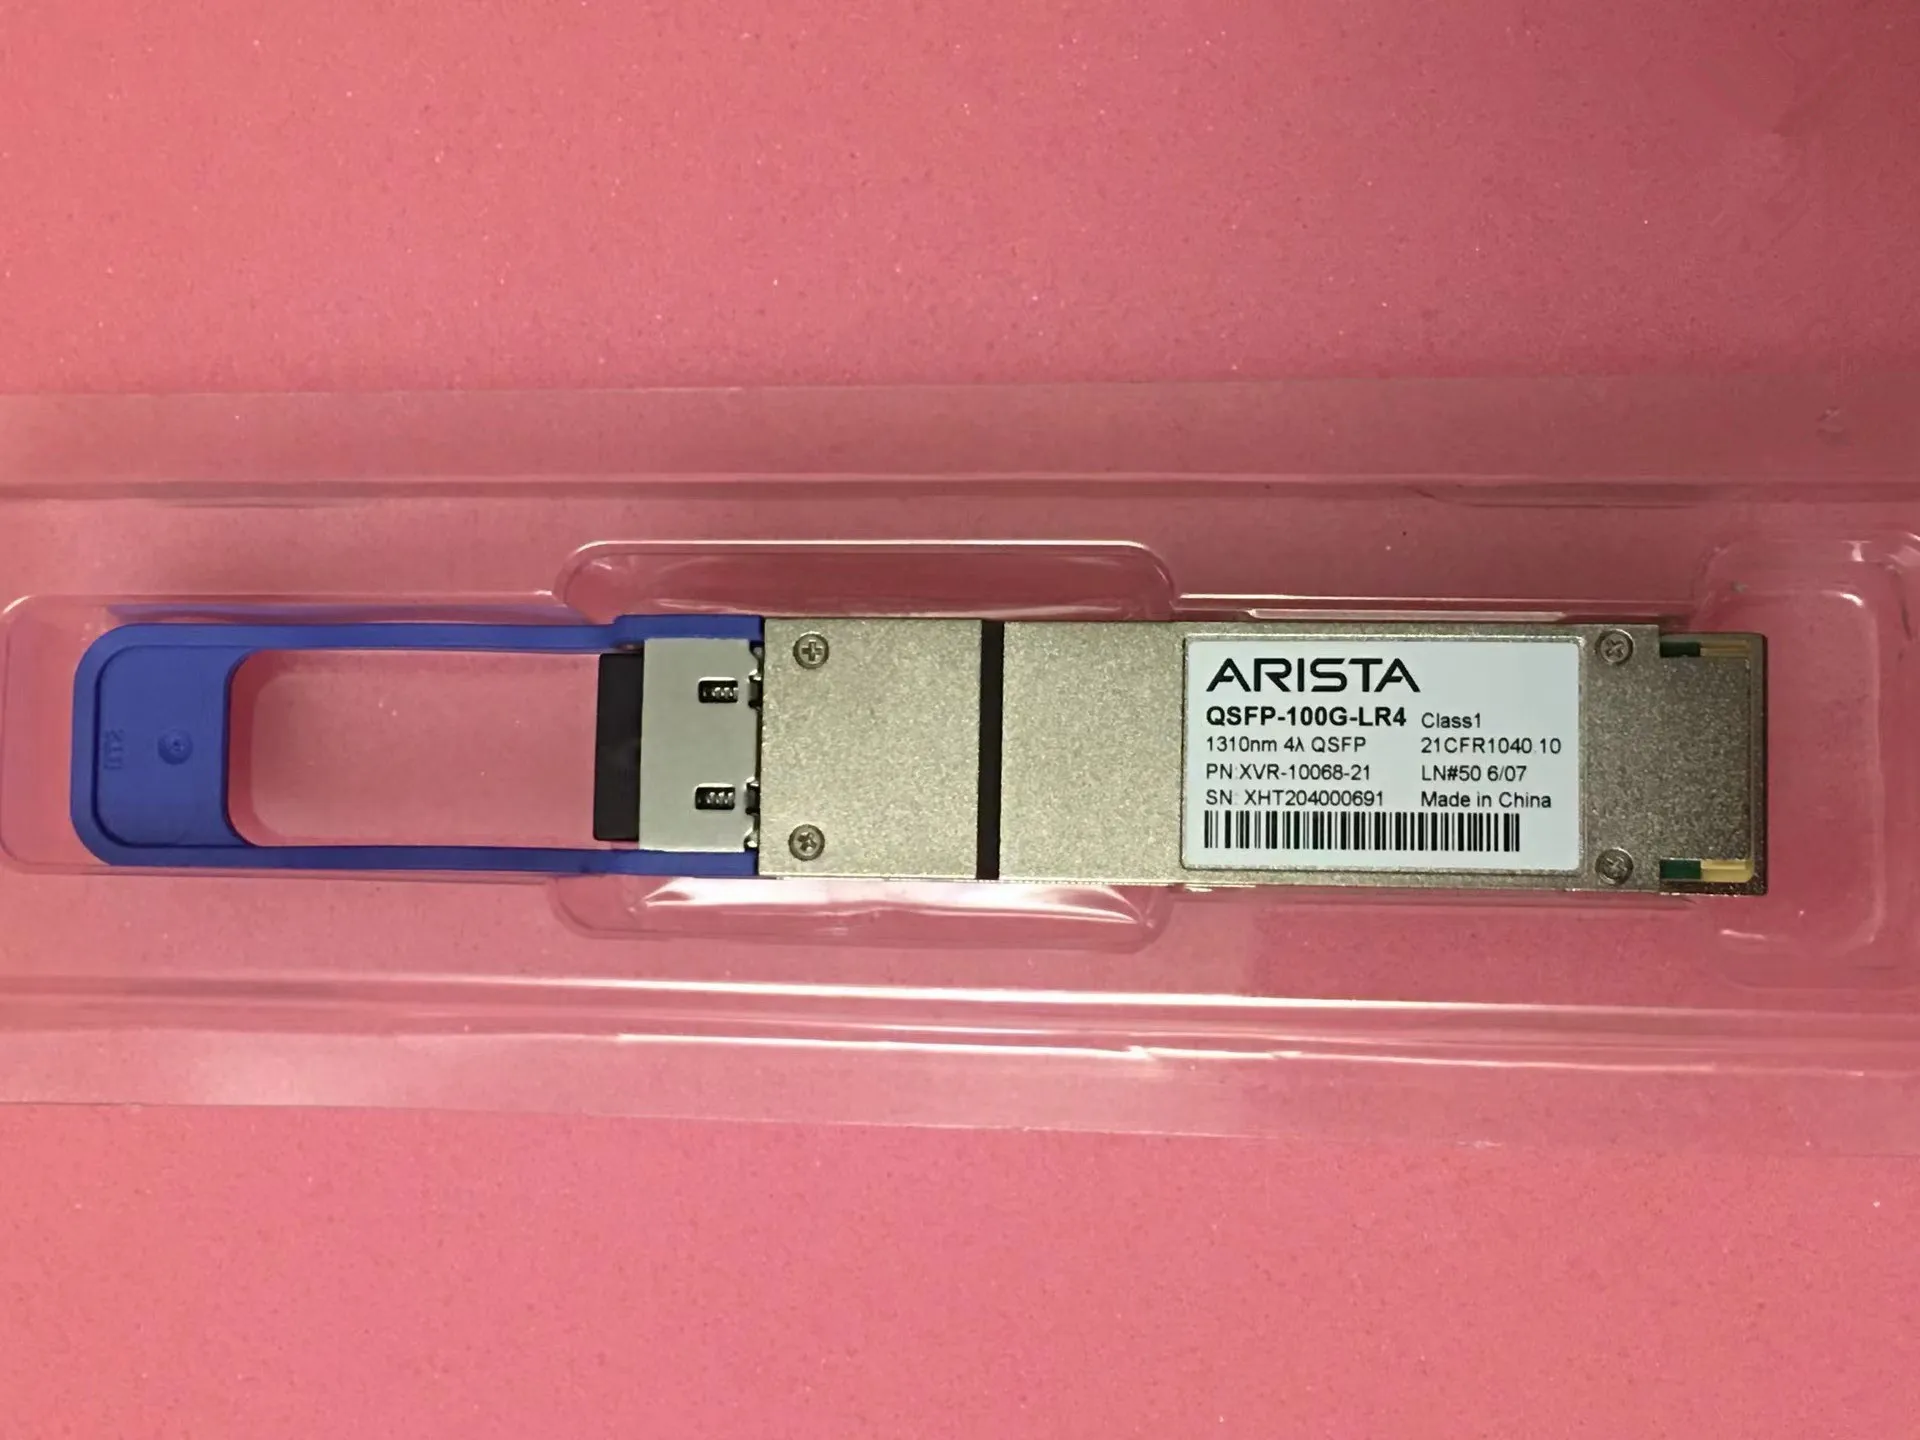 ARISTA
QSFP-100G-LR4 Class1
1310nm 4λ QSFP 21CFR1040.10
PN:XVR-10068-21 LN#50 6/07
SN: XHT204000691 Made in China